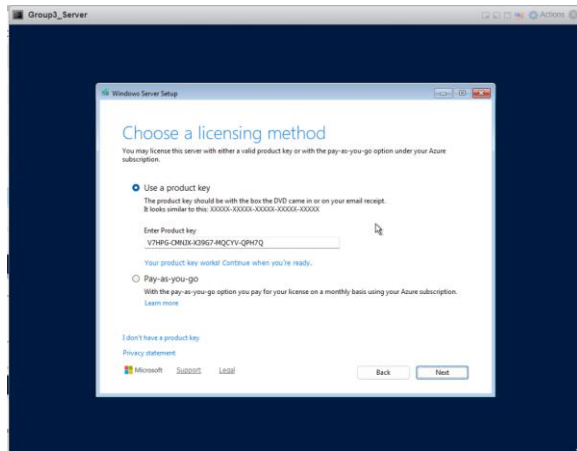 Group3_Server
Actions
Windows Server Setup
Choose a licensing method
You may license this server with either a valid product key or with the pay-as-you-go option under your Azure
subscription.
Use a product key
The product key should be with the box the DVD came in or on your email receipt.
It looks similar to this: XXXXX-XXXXX-XXXXX-XXXXX-XXXXX
Enter Product key
V7HPG-CMNJX-X39G7-MQCYV-QPH7Q
Your product key works! Continue when you're ready.
Pay-as-you-go
With the pay-as-you-go option you pay for your license on a monthly basis using your Azure subscription.
Learn more
I don't have a product key
Privacy statement
Microsoft Support Legal
Back Next